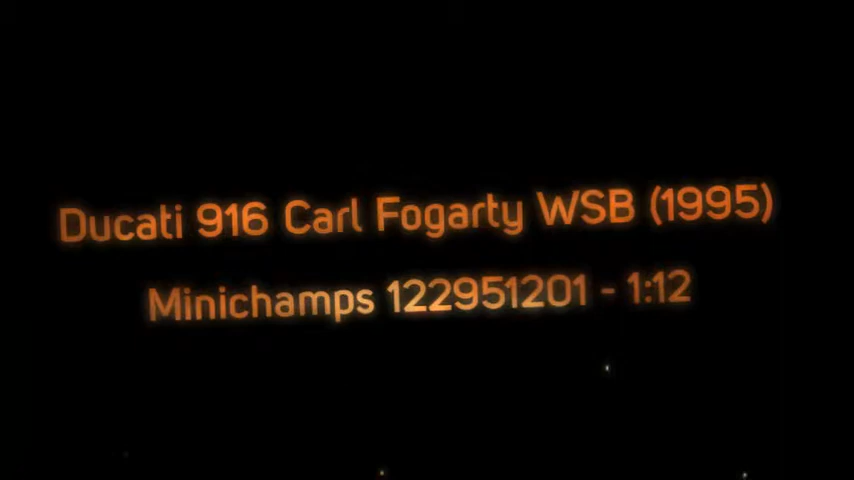 Ducati 916 Carl Fogarty WSB (1995)
Minichamps 122951201 - 1:12